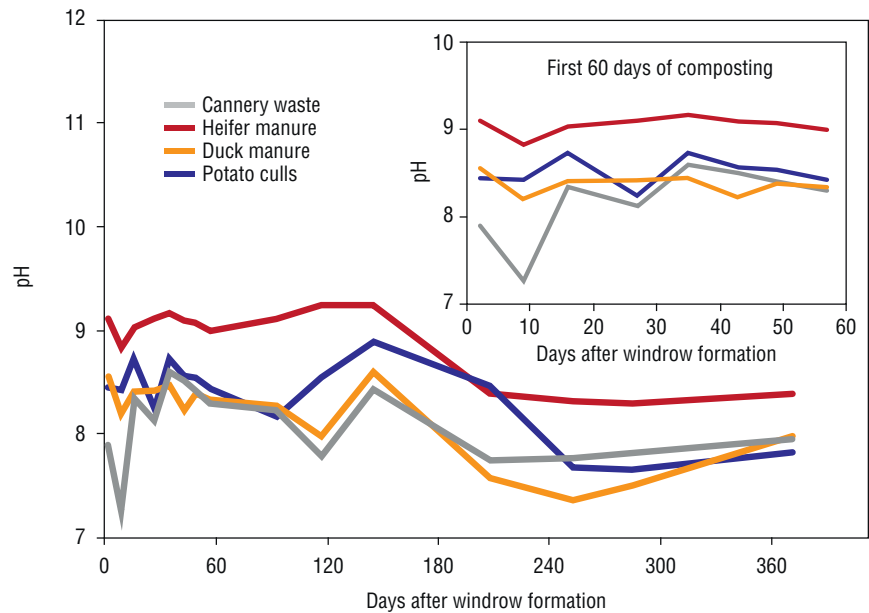 12
11
10
9
8
7
pH
Cannery waste
Heifer manure
Duck manure
Potato culls
0 60 120 180 240 300 360
Days after windrow formation
First 60 days of composting
10
9
8
7
pH
0 10 20 30 40 50 60
Days after windrow formation